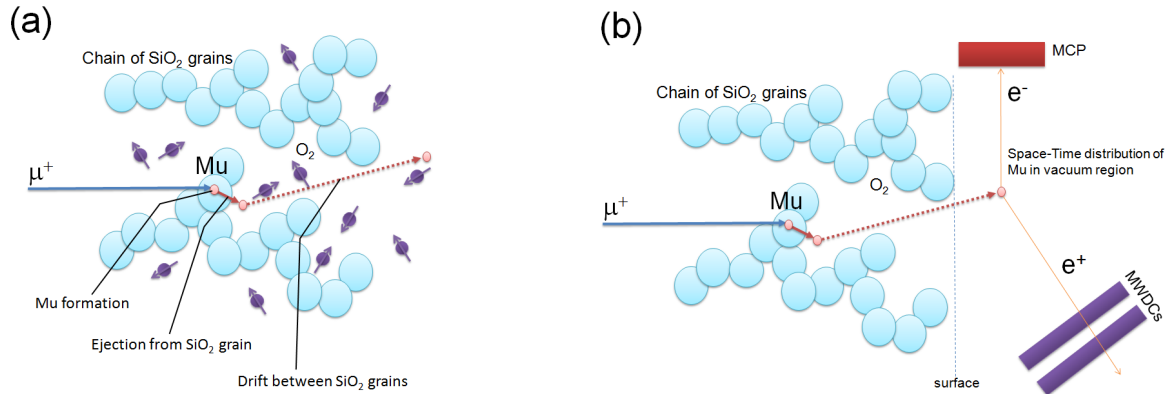 (a)
Chain of SiO₂ grains
O₂
Mu
μ⁺
Mu formation
Ejection from SiO₂ grain
Drift between SiO₂ grains
(b)
MCP
Chain of SiO₂ grains
e⁻
Space-Time distribution of
Mu in vacuum region
O₂
Mu
μ⁺
e⁺
MWDCs
surface